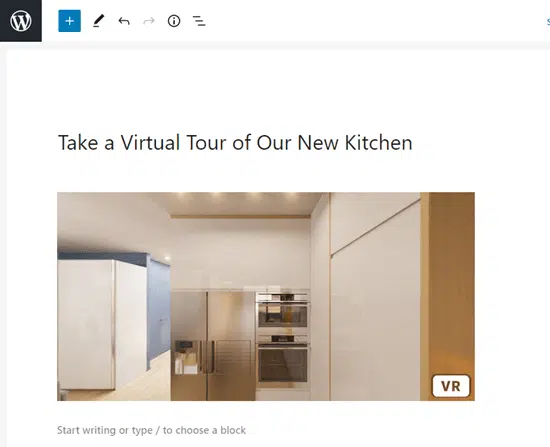 Take a Virtual Tour of Our New Kitchen
VR
Start writing or type / to choose a block